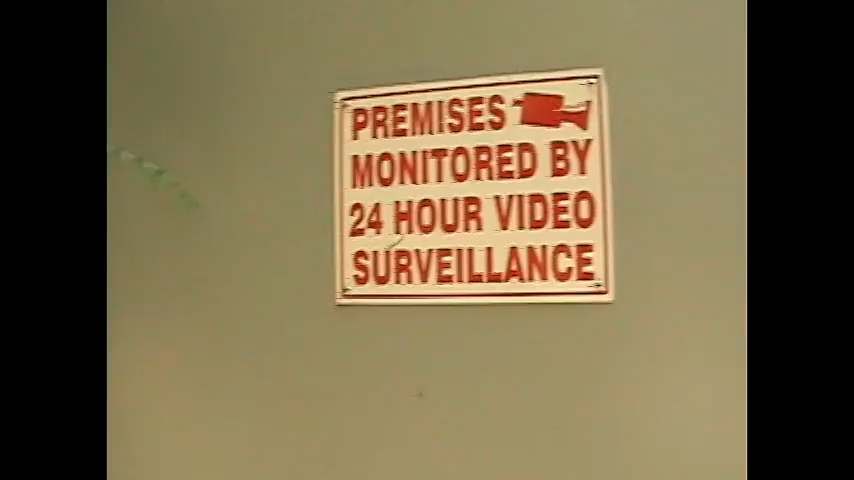 PREMISES
MONITORED BY
24 HOUR VIDEO
SURVEILLANCE